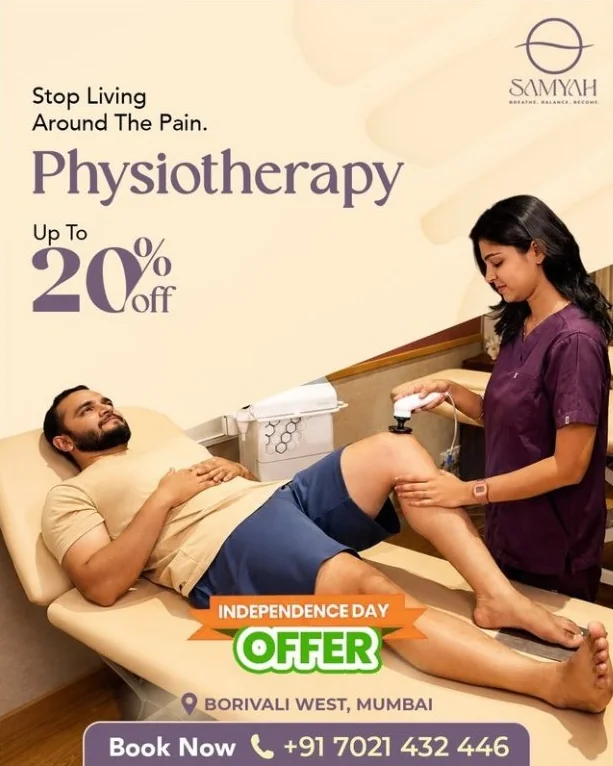 SAMYAH
BREATHE. BALANCE. BECOME.
Stop Living
Around The Pain.
Physiotherapy
Up To
20% off
INDEPENDENCE DAY
OFFER
BORIVALI WEST, MUMBAI
Book Now +91 7021 432 446